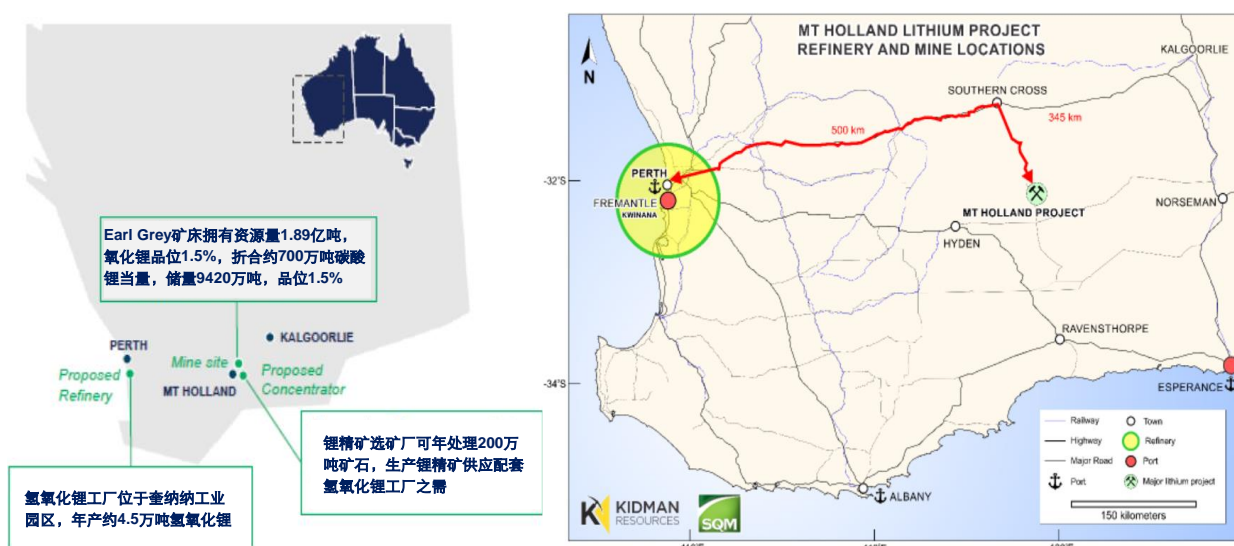 Earl Grey矿床拥有资源量1.89亿吨，
氧化锂品位1.5%，折合约700万吨碳酸
锂当量，储量9420万吨，品位1.5%
PERTH
KALGOORLIE
Mine site
Proposed
Refinery
MT HOLLAND
Proposed
Concentrator
锂精矿选矿厂可年处理200万
吨矿石，生产锂精矿供应配套
氢氧化锂工厂之需
氢氧化锂工厂位于奎纳纳工业
园区，年产约4.5万吨氢氧化锂
MT HOLLAND LITHIUM PROJECT
REFINERY AND MINE LOCATIONS
N
KALGOORLIE
SOUTHERN CROSS
500 km
345 km
-32°S
PERTH
FREMANTLE
KWINANA
MT HOLLAND PROJECT
NORSEMAN
HYDEN
RAVENSTHORPE
-34°S
ESPERANCE
ALBANY
Railway
Town
Highway
Refinery
Major Road
Port
Port
Major lithium project
150 kilometers
KIDMAN
RESOURCES
SQM